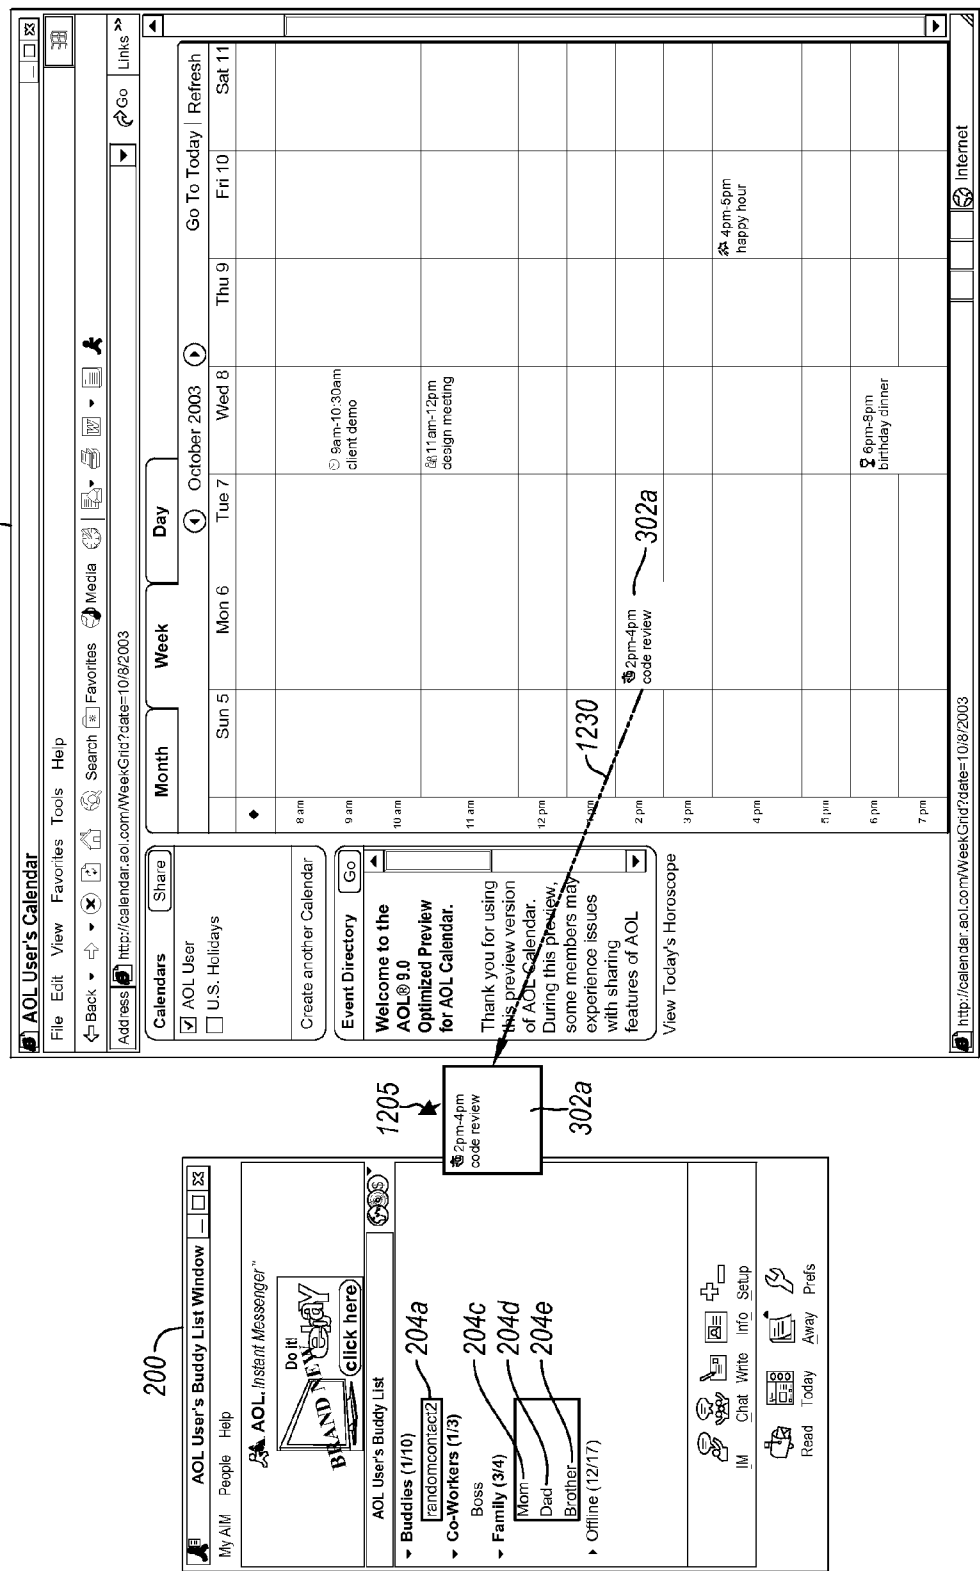 200
AOL User's Buddy List Window
My AIM People Help
AOL Instant Messenger™
Do it!
BRAND NEW ebaY
click here
AOL User's Buddy List
Buddies (1/10)
randomcontact2
Co-Workers (1/3)
Boss
Family (3/4)
Mom
Dad
Brother
Offline (12/17)
204a
204c
204d
204e
IM Chat Write Info Setup
Read Today Away Prefs
1205
2pm-4pm
code review
302a
AOL User's Calendar
File Edit View Favorites Tools Help
Back Search Favorites Media
Address http://calendar.aol.com/WeekGrid?date=10/8/2003 Go Links »
Calendars Share
AOL User
U.S. Holidays
Create another Calendar
Event Directory Go
Welcome to the
AOL® 9.0
Optimized Preview
for AOL Calendar.
Thank you for using
this preview version
of AOL Calendar.
During this preview,
some members may
experience issues
with sharing
features of AOL
View Today's Horoscope
Month Week Day
October 2003 Go To Today | Refresh
Sun 5 Mon 6 Tue 7 Wed 8 Thu 9 Fri 10 Sat 11
8 am
9 am
9am-10:30am
client demo
10 am
11 am
11am-12pm
design meeting
12 pm
1 pm
1230
2 pm
2pm-4pm
code review
302a
3 pm
4 pm
4pm-5pm
happy hour
5 pm
6 pm
6pm-8pm
birthday dinner
7 pm
http://calendar.aol.com/WeekGrid?date=10/8/2003 Internet